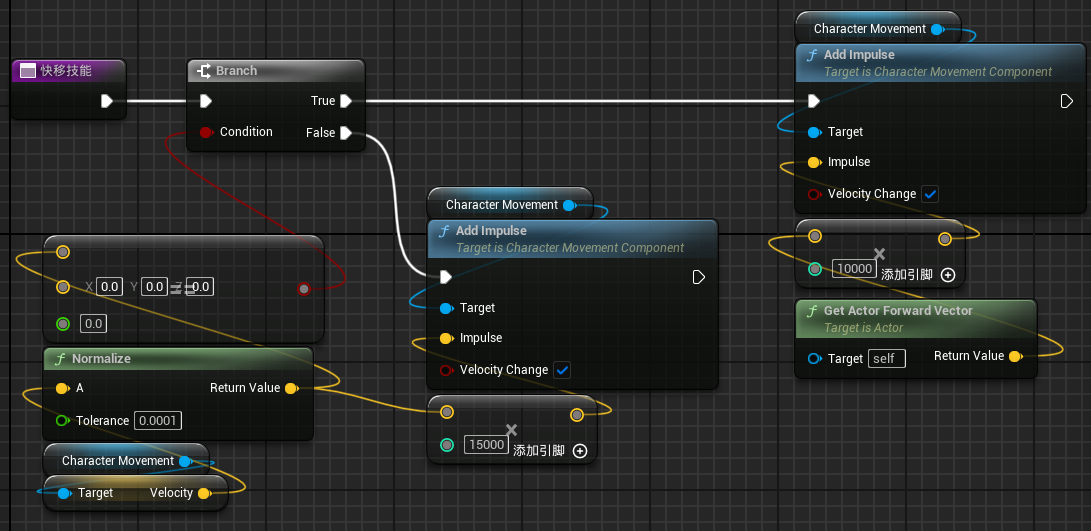 快移技能
Branch
True
Condition
False
X 0.0 Y 0.0 Z 0.0
==
0.0
Normalize
A
Return Value
Tolerance 0.0001
Character Movement
Target
Velocity
Character Movement
Add Impulse
Target is Character Movement Component
Target
Impulse
Velocity Change
15000
添加引脚
Character Movement
Add Impulse
Target is Character Movement Component
Target
Impulse
Velocity Change
10000
添加引脚
Get Actor Forward Vector
Target is Actor
Target self
Return Value